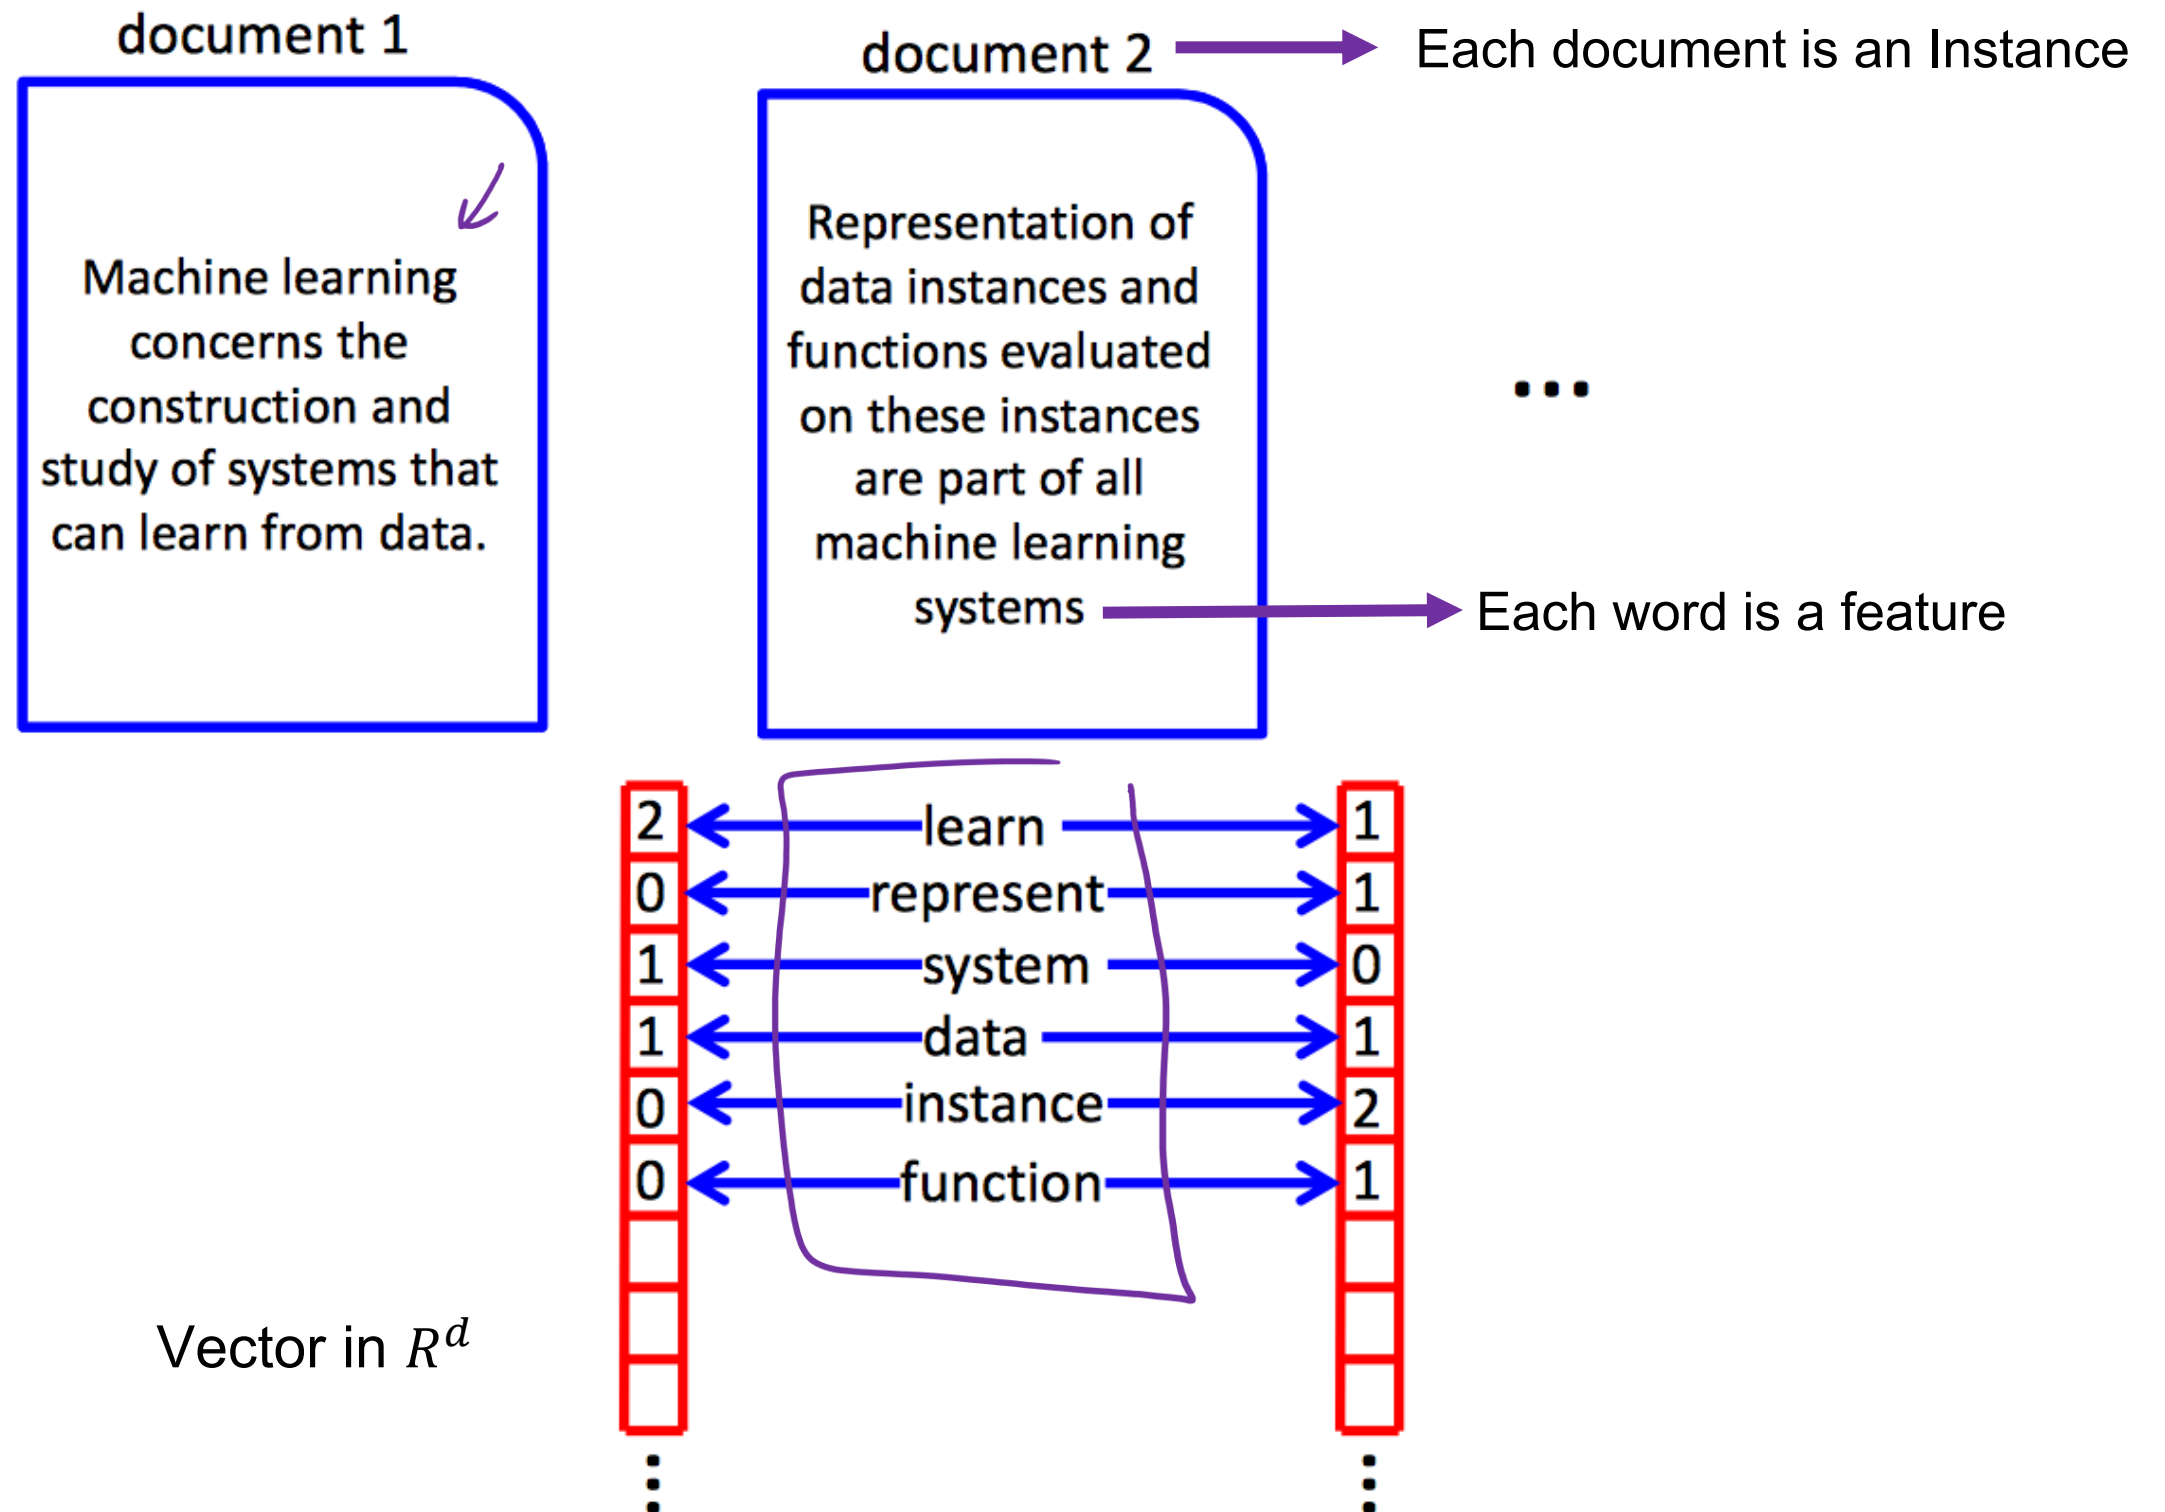 document 1
document 2
Each document is an Instance
Machine learning
concerns the
construction and
study of systems that
can learn from data.
Representation of
data instances and
functions evaluated
on these instances
are part of all
machine learning
systems
...
Each word is a feature
2 learn 1
0 represent 1
1 system 0
1 data 1
0 instance 2
0 function 1
Vector in R^d